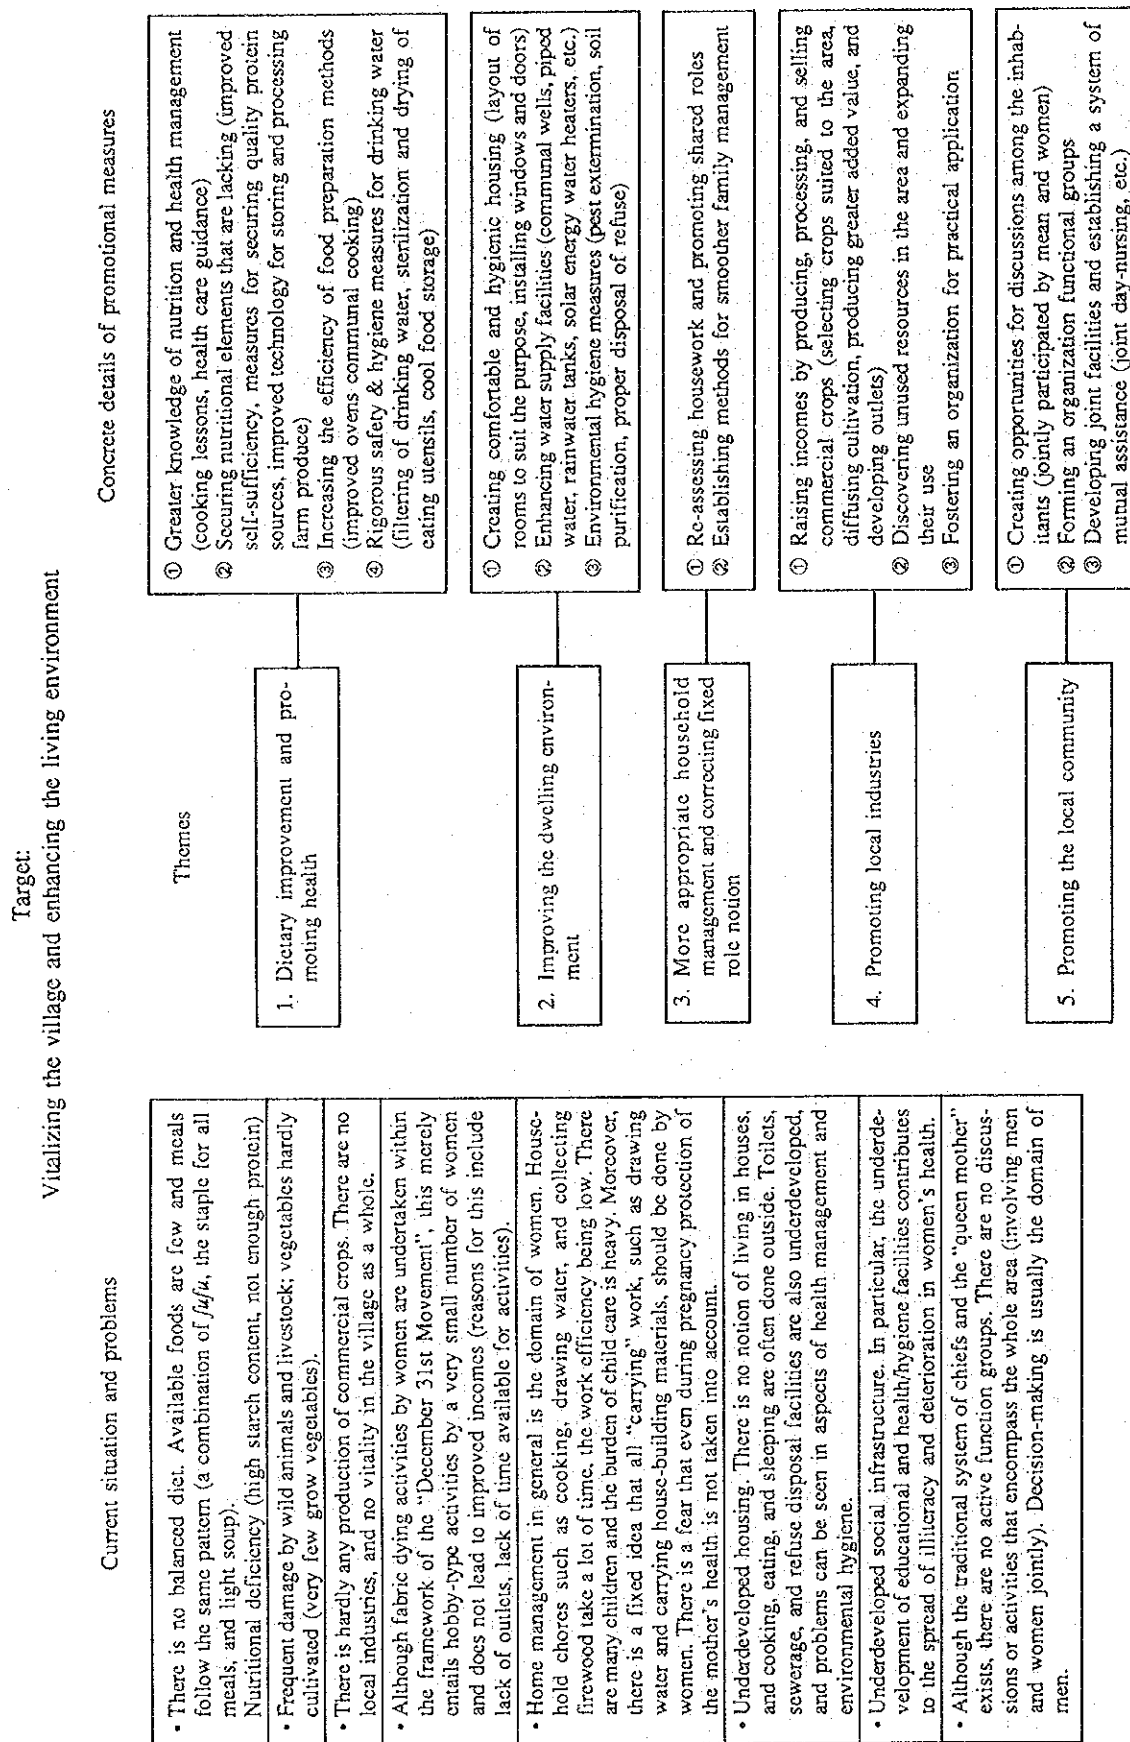 Target:
Vitalizing the village and enhancing the living environment
Current situation and problems
• There is no balanced diet. Available foods are few and meals
follow the same pattern (a combination of fufu, the staple for all
meals, and light soup).
Nutritional deficiency (high starch content, not enough protein)
• Frequent damage by wild animals and livestock; vegetables hardly
cultivated (very few grow vegetables).
• There is hardly any production of commercial crops. There are no
local industries, and no vitality in the village as a whole.
• Although fabric dying activities by women are undertaken within
the framework of the "December 31st Movement", this merely
entails hobby-type activities by a very small number of women
and does not lead to improved incomes (reasons for this include
lack of outlets, lack of time available for activities).
• Home management in general is the domain of women. House-
hold chores such as cooking, drawing water, and collecting
firewood take a lot of time, the work efficiency being low. There
are many children and the burden of child care is heavy. Moreover,
there is a fixed idea that all "carrying" work, such as drawing
water and carrying house-building materials, should be done by
women. There is a fear that even during pregnancy protection of
the mother's health is not taken into account.
• Underdeveloped housing. There is no notion of living in houses,
and cooking, eating, and sleeping are often done outside. Toilets,
sewerage, and refuse disposal facilities are also underdeveloped,
and problems can be seen in aspects of health management and
environmental hygiene.
• Underdeveloped social infrastructure. In particular, the underde-
velopment of educational and health/hygiene facilities contributes
to the spread of illiteracy and deterioration in women's health.
• Although the traditional system of chiefs and the "queen mother"
exists, there are no active function groups. There are no discus-
sions or activities that encompass the whole area (involving men
and women jointly). Decision-making is usually the domain of
men.
Themes
1. Dietary improvement and pro-
moting health
2. Improving the dwelling environ-
ment
3. More appropriate household
management and correcting fixed
role notion
4. Promoting local industries
5. Promoting the local community
Concrete details of promotional measures
① Greater knowledge of nutrition and health management
(cooking lessons, health care guidance)
② Securing nutritional elements that are lacking (improved
self-sufficiency, measures for securing quality protein
sources, improved technology for storing and processing
farm produce)
③ Increasing the efficiency of food preparation methods
(improved ovens communal cooking)
④ Rigorous safety & hygiene measures for drinking water
(filtering of drinking water, sterilization and drying of
eating utensils, cool food storage)
① Creating comfortable and hygienic housing (layout of
rooms to suit the purpose, installing windows and doors)
② Enhancing water supply facilities (communal wells, piped
water, rainwater tanks, solar energy water heaters, etc.)
③ Environmental hygiene measures (pest extermination, soil
purification, proper disposal of refuse)
① Re-assessing housework and promoting shared roles
② Establishing methods for smoother family management
① Raising incomes by producing, processing, and selling
commercial crops (selecting crops suited to the area,
diffusing cultivation, producing greater added value, and
developing outlets)
② Discovering unused resources in the area and expanding
their use
③ Fostering an organization for practical application
① Creating opportunities for discussions among the inhab-
itants (jointly participated by mean and women)
② Forming an organization functional groups
③ Developing joint facilities and establishing a system of
mutual assistance (joint day-nursing, etc.)